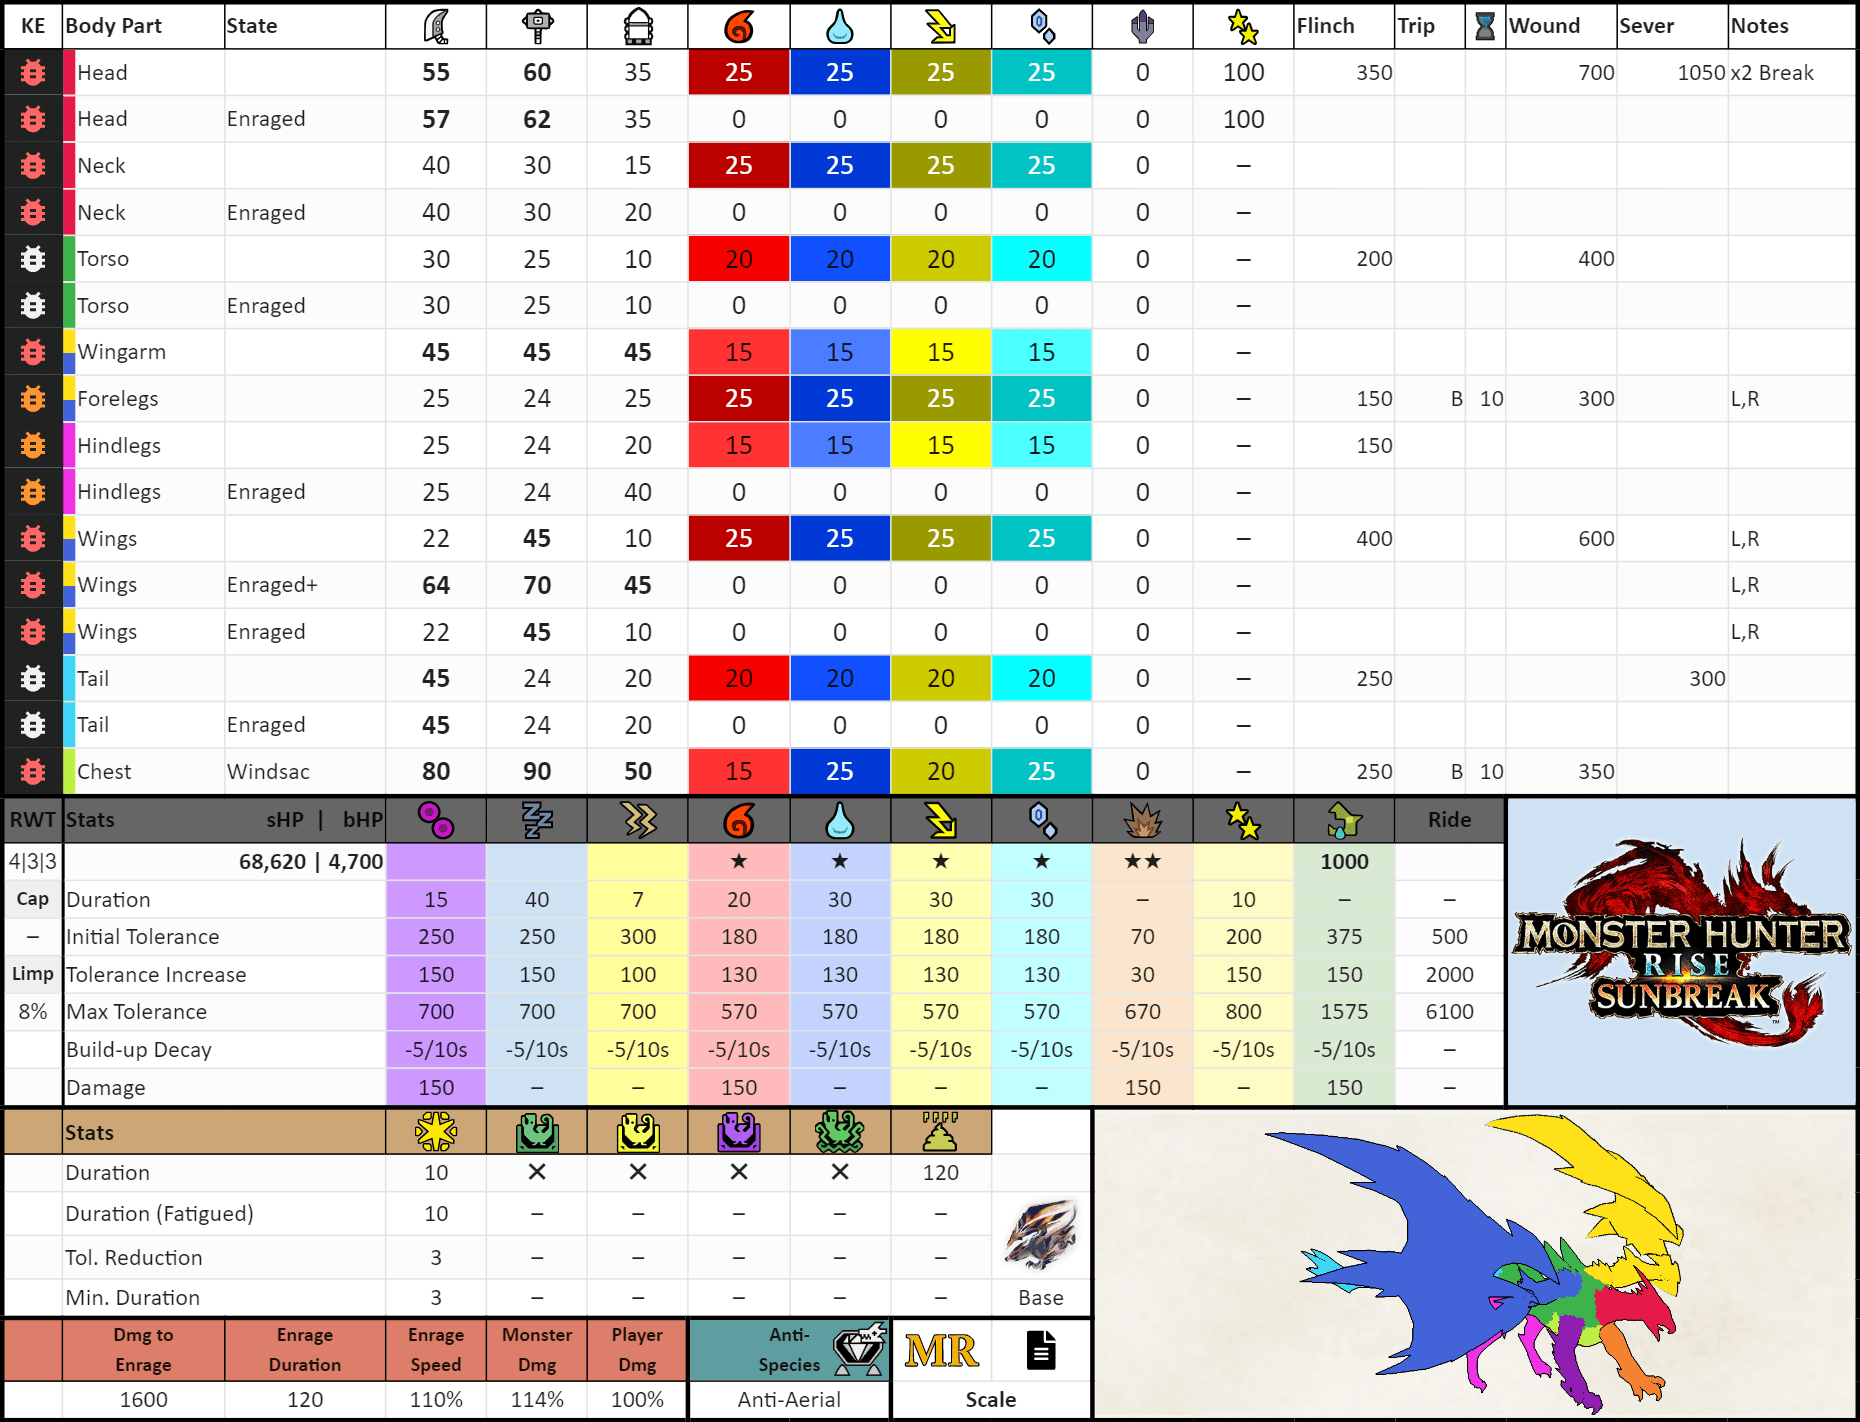 KE Body Part State Flinch Trip Wound Sever Notes
Head 55 60 35 25 25 25 25 0 100 350 700 1050 x2 Break
Head Enraged 57 62 35 0 0 0 0 0 100
Neck 40 30 15 25 25 25 25 0 –
Neck Enraged 40 30 20 0 0 0 0 0 –
Torso 30 25 10 20 20 20 20 0 – 200 400
Torso Enraged 30 25 10 0 0 0 0 0 –
Wingarm 45 45 45 15 15 15 15 0 –
Forelegs 25 24 25 25 25 25 25 0 – 150 B 10 300 L,R
Hindlegs 25 24 20 15 15 15 15 0 – 150
Hindlegs Enraged 25 24 40 0 0 0 0 0 –
Wings 22 45 10 25 25 25 25 0 – 400 600 L,R
Wings Enraged+ 64 70 45 0 0 0 0 0 – L,R
Wings Enraged 22 45 10 0 0 0 0 0 – L,R
Tail 45 24 20 20 20 20 20 0 – 250 300
Tail Enraged 45 24 20 0 0 0 0 0 –
Chest Windsac 80 90 50 15 25 20 25 0 – 250 B 10 350
RWT Stats sHP | bHP Ride
4|3|3 68,620 | 4,700 ★ ★ ★ ★ ★★ 1000
Cap Duration 15 40 7 20 30 30 30 – 10 – –
– Initial Tolerance 250 250 300 180 180 180 180 70 200 375 500
Limp Tolerance Increase 150 150 100 130 130 130 130 30 150 150 2000
8% Max Tolerance 700 700 700 570 570 570 570 670 800 1575 6100
Build-up Decay -5/10s -5/10s -5/10s -5/10s -5/10s -5/10s -5/10s -5/10s -5/10s -5/10s –
Damage 150 – – 150 – – – 150 – 150 –
MONSTER HUNTER
RISE
SUNBREAK
™
Stats
Duration 10 ✕ ✕ ✕ ✕ 120
Duration (Fatigued) 10 – – – – –
Tol. Reduction 3 – – – – –
Min. Duration 3 – – – – – Base
Dmg to Enrage Enrage Monster Player Anti-
Enrage Duration Speed Dmg Dmg Species
MR
1600 120 110% 114% 100% Anti-Aerial Scale